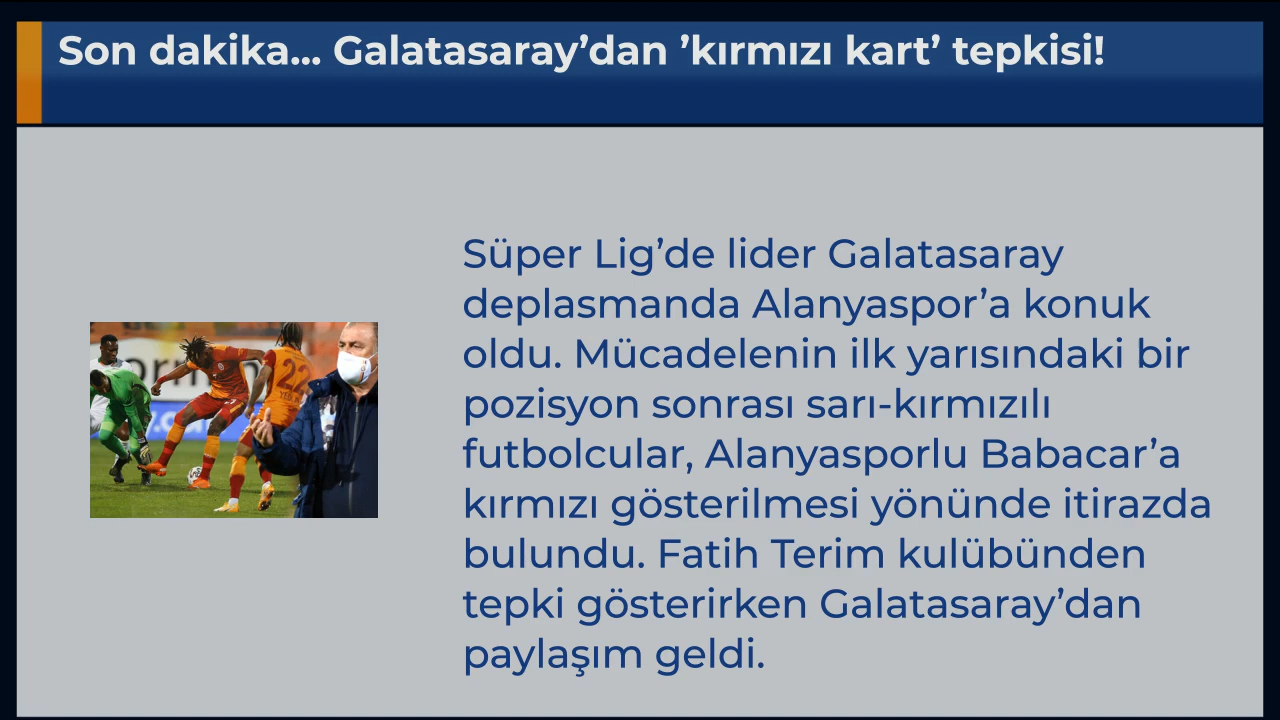 Son dakika... Galatasaray’dan ’kırmızı kart’ tepkisi!
Süper Lig’de lider Galatasaray
deplasmanda Alanyaspor’a konuk
oldu. Mücadelenin ilk yarısındaki bir
pozisyon sonrası sarı-kırmızılı
futbolcular, Alanyasporlu Babacar’a
kırmızı gösterilmesi yönünde itirazda
bulundu. Fatih Terim kulübünden
tepki gösterirken Galatasaray’dan
paylaşım geldi.
22